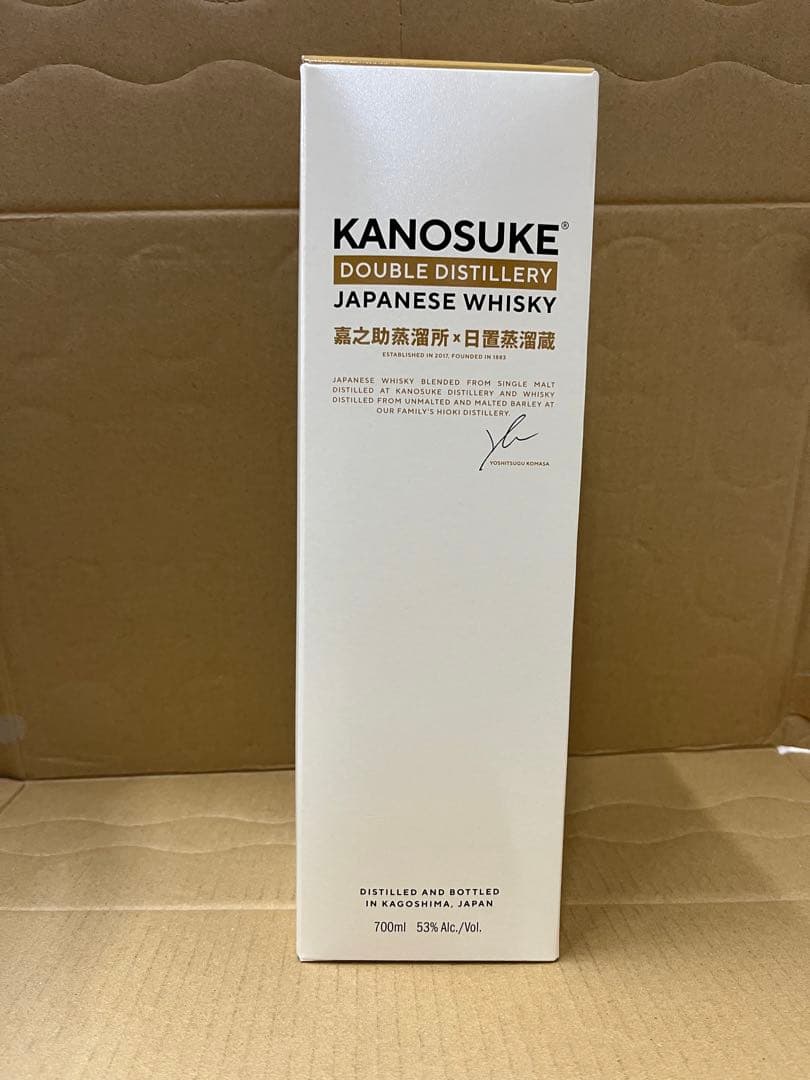 KANOSUKE®
DOUBLE DISTILLERY
JAPANESE WHISKY
嘉之助蒸溜所×日置蒸溜蔵
ESTABLISHED IN 2017, FOUNDED IN 1883
JAPANESE WHISKY BLENDED FROM SINGLE MALT
DISTILLED AT KANOSUKE DISTILLERY AND WHISKY
DISTILLED FROM UNMALTED AND MALTED BARLEY AT
OUR FAMILY'S HIOKI DISTILLERY.
YOSHITSUGU KOMASA
DISTILLED AND BOTTLED
IN KAGOSHIMA, JAPAN
700ml 53% Alc./Vol.